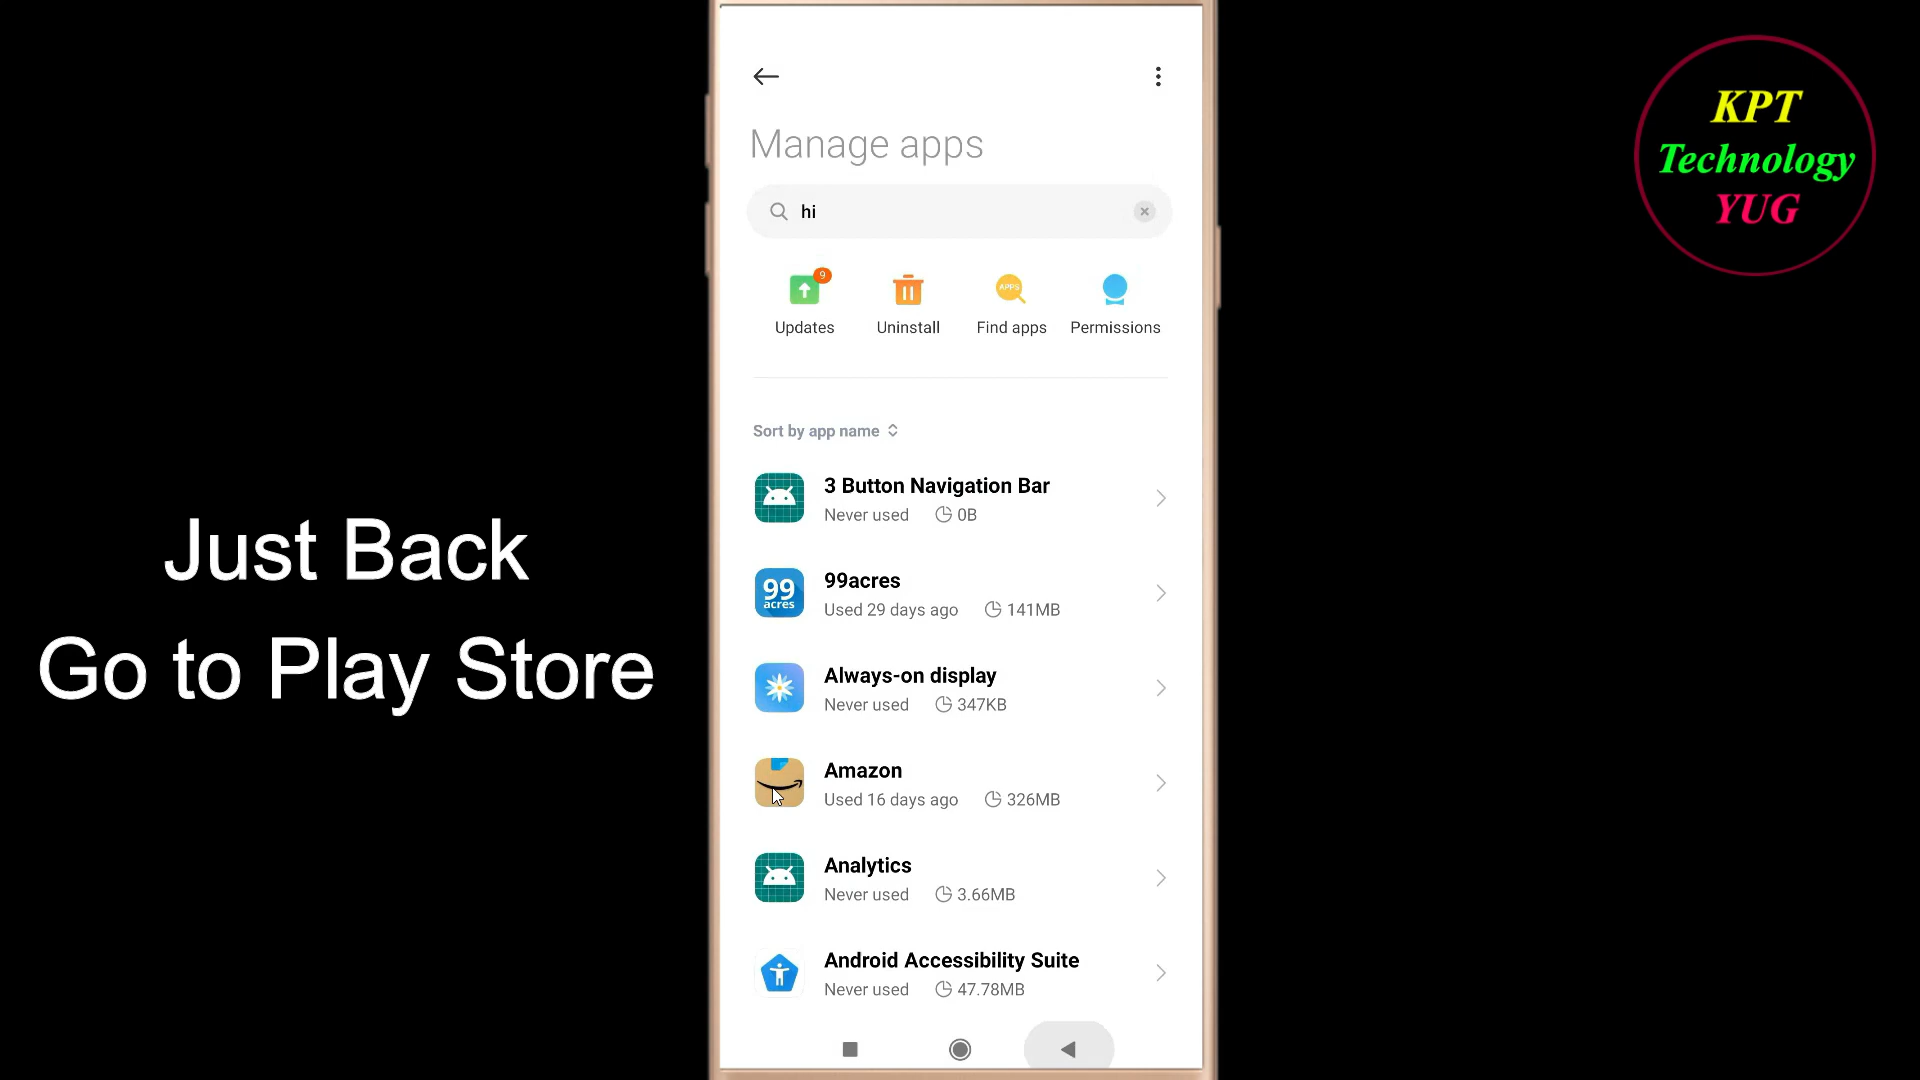 Just Back
Go to Play Store
Manage apps
hi
9
APPS
Updates
Uninstall
Find apps
Permissions
Sort by app name
3 Button Navigation Bar
Never used 0B
99
acres
99acres
Used 29 days ago 141MB
Always-on display
Never used 347KB
Amazon
Used 16 days ago 326MB
Analytics
Never used 3.66MB
Android Accessibility Suite
Never used 47.78MB
KPT
Technology
YUG